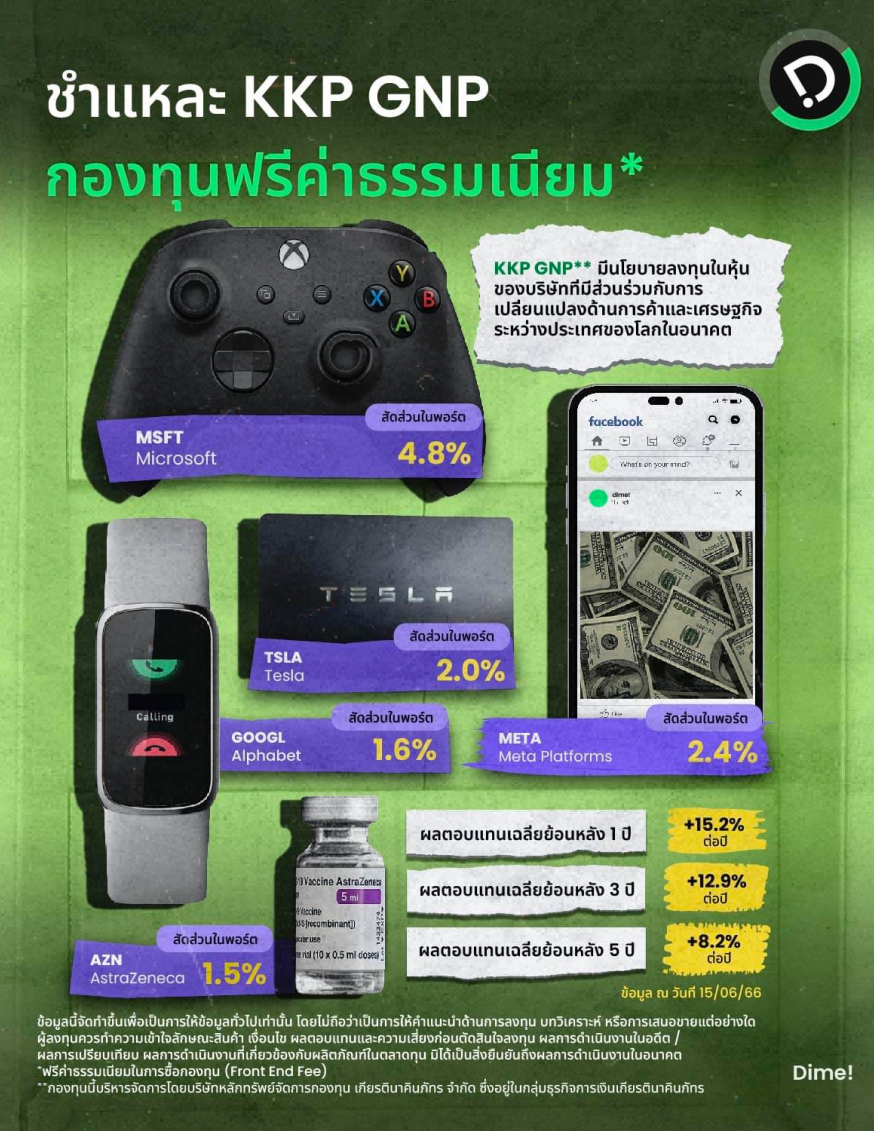 ชำแหละ KKP GNP
กองทุนฟรีค่าธรรมเนียม*
KKP GNP** มีนโยบายลงทุนในหุ้น
ของบริษัทที่มีส่วนร่วมกับการ
เปลี่ยนแปลงด้านการค้าและเศรษฐกิจ
ระหว่างประเทศของโลกในอนาคต
Y
X B
A
สัดส่วนในพอร์ต
MSFT
Microsoft
4.8%
facebook
What's on your mind?
dime!
TESLA
สัดส่วนในพอร์ต
TSLA
Tesla
2.0%
Calling
สัดส่วนในพอร์ต
GOOGL
Alphabet
1.6%
Like
สัดส่วนในพอร์ต
META
Meta Platforms
2.4%
ผลตอบแทนเฉลี่ยย้อนหลัง 1 ปี
+15.2%
ต่อปี
ผลตอบแทนเฉลี่ยย้อนหลัง 3 ปี
+12.9%
ต่อปี
ผลตอบแทนเฉลี่ยย้อนหลัง 5 ปี
+8.2%
ต่อปี
-19 Vaccine AstraZeneca
5 ml
Vaccine
S [recombinant])
use
vial (10 x 0.5 ml doses)
สัดส่วนในพอร์ต
AZN
AstraZeneca
1.5%
ข้อมูล ณ วันที่ 15/06/66
ข้อมูลนี้จัดทำขึ้นเพื่อเป็นการให้ข้อมูลทั่วไปเท่านั้น โดยไม่ถือว่าเป็นการให้คำแนะนำด้านการลงทุน บทวิเคราะห์ หรือการเสนอขายแต่อย่างใด
ผู้ลงทุนควรทำความเข้าใจลักษณะสินค้า เงื่อนไข ผลตอบแทนและความเสี่ยงก่อนตัดสินใจลงทุน ผลการดำเนินงานในอดีต /
ผลการเปรียบเทียบ ผลการดำเนินงานที่เกี่ยวข้องกับผลิตภัณฑ์ในตลาดทุน มิได้เป็นสิ่งยืนยันถึงผลการดำเนินงานในอนาคต
*ฟรีค่าธรรมเนียมในการซื้อกองทุน (Front End Fee)
**กองทุนนี้บริหารจัดการโดยบริษัทหลักทรัพย์จัดการกองทุน เกียรตินาคินภัทร จำกัด ซึ่งอยู่ในกลุ่มธุรกิจการเงินเกียรตินาคินภัทร
Dime!